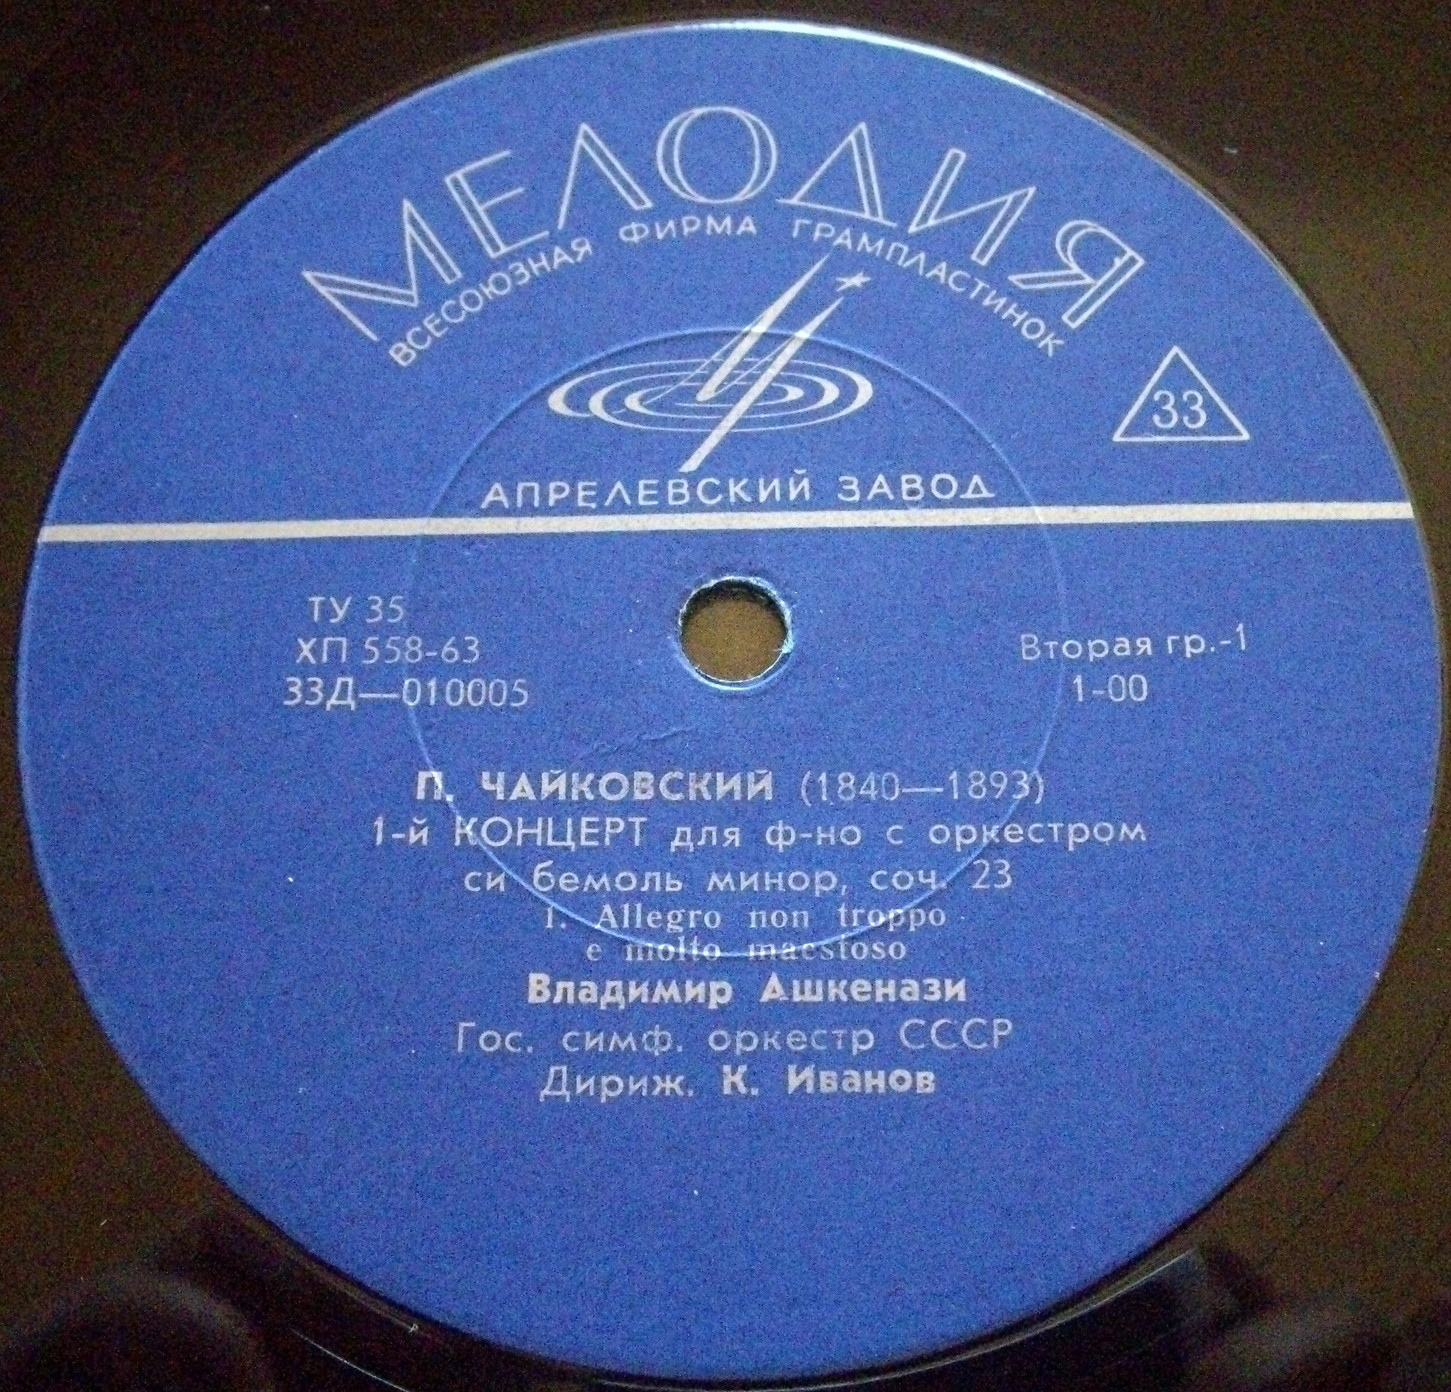 МЕЛОДИЯ
ВСЕСОЮЗНАЯ ФИРМА ГРАМПЛАСТИНОК
33
АПРЕЛЕВСКИЙ ЗАВОД
ТУ 35
ХП 558-63
33Д—010005
Вторая гр.-1
1-00
П. ЧАЙКОВСКИЙ (1840—1893)
1-й КОНЦЕРТ для ф-но с оркестром
си бемоль минор, соч. 23
1. Allegro non troppo
e molto maestoso
Владимир Ашкенази
Гос. симф. оркестр СССР
Дириж. К. Иванов